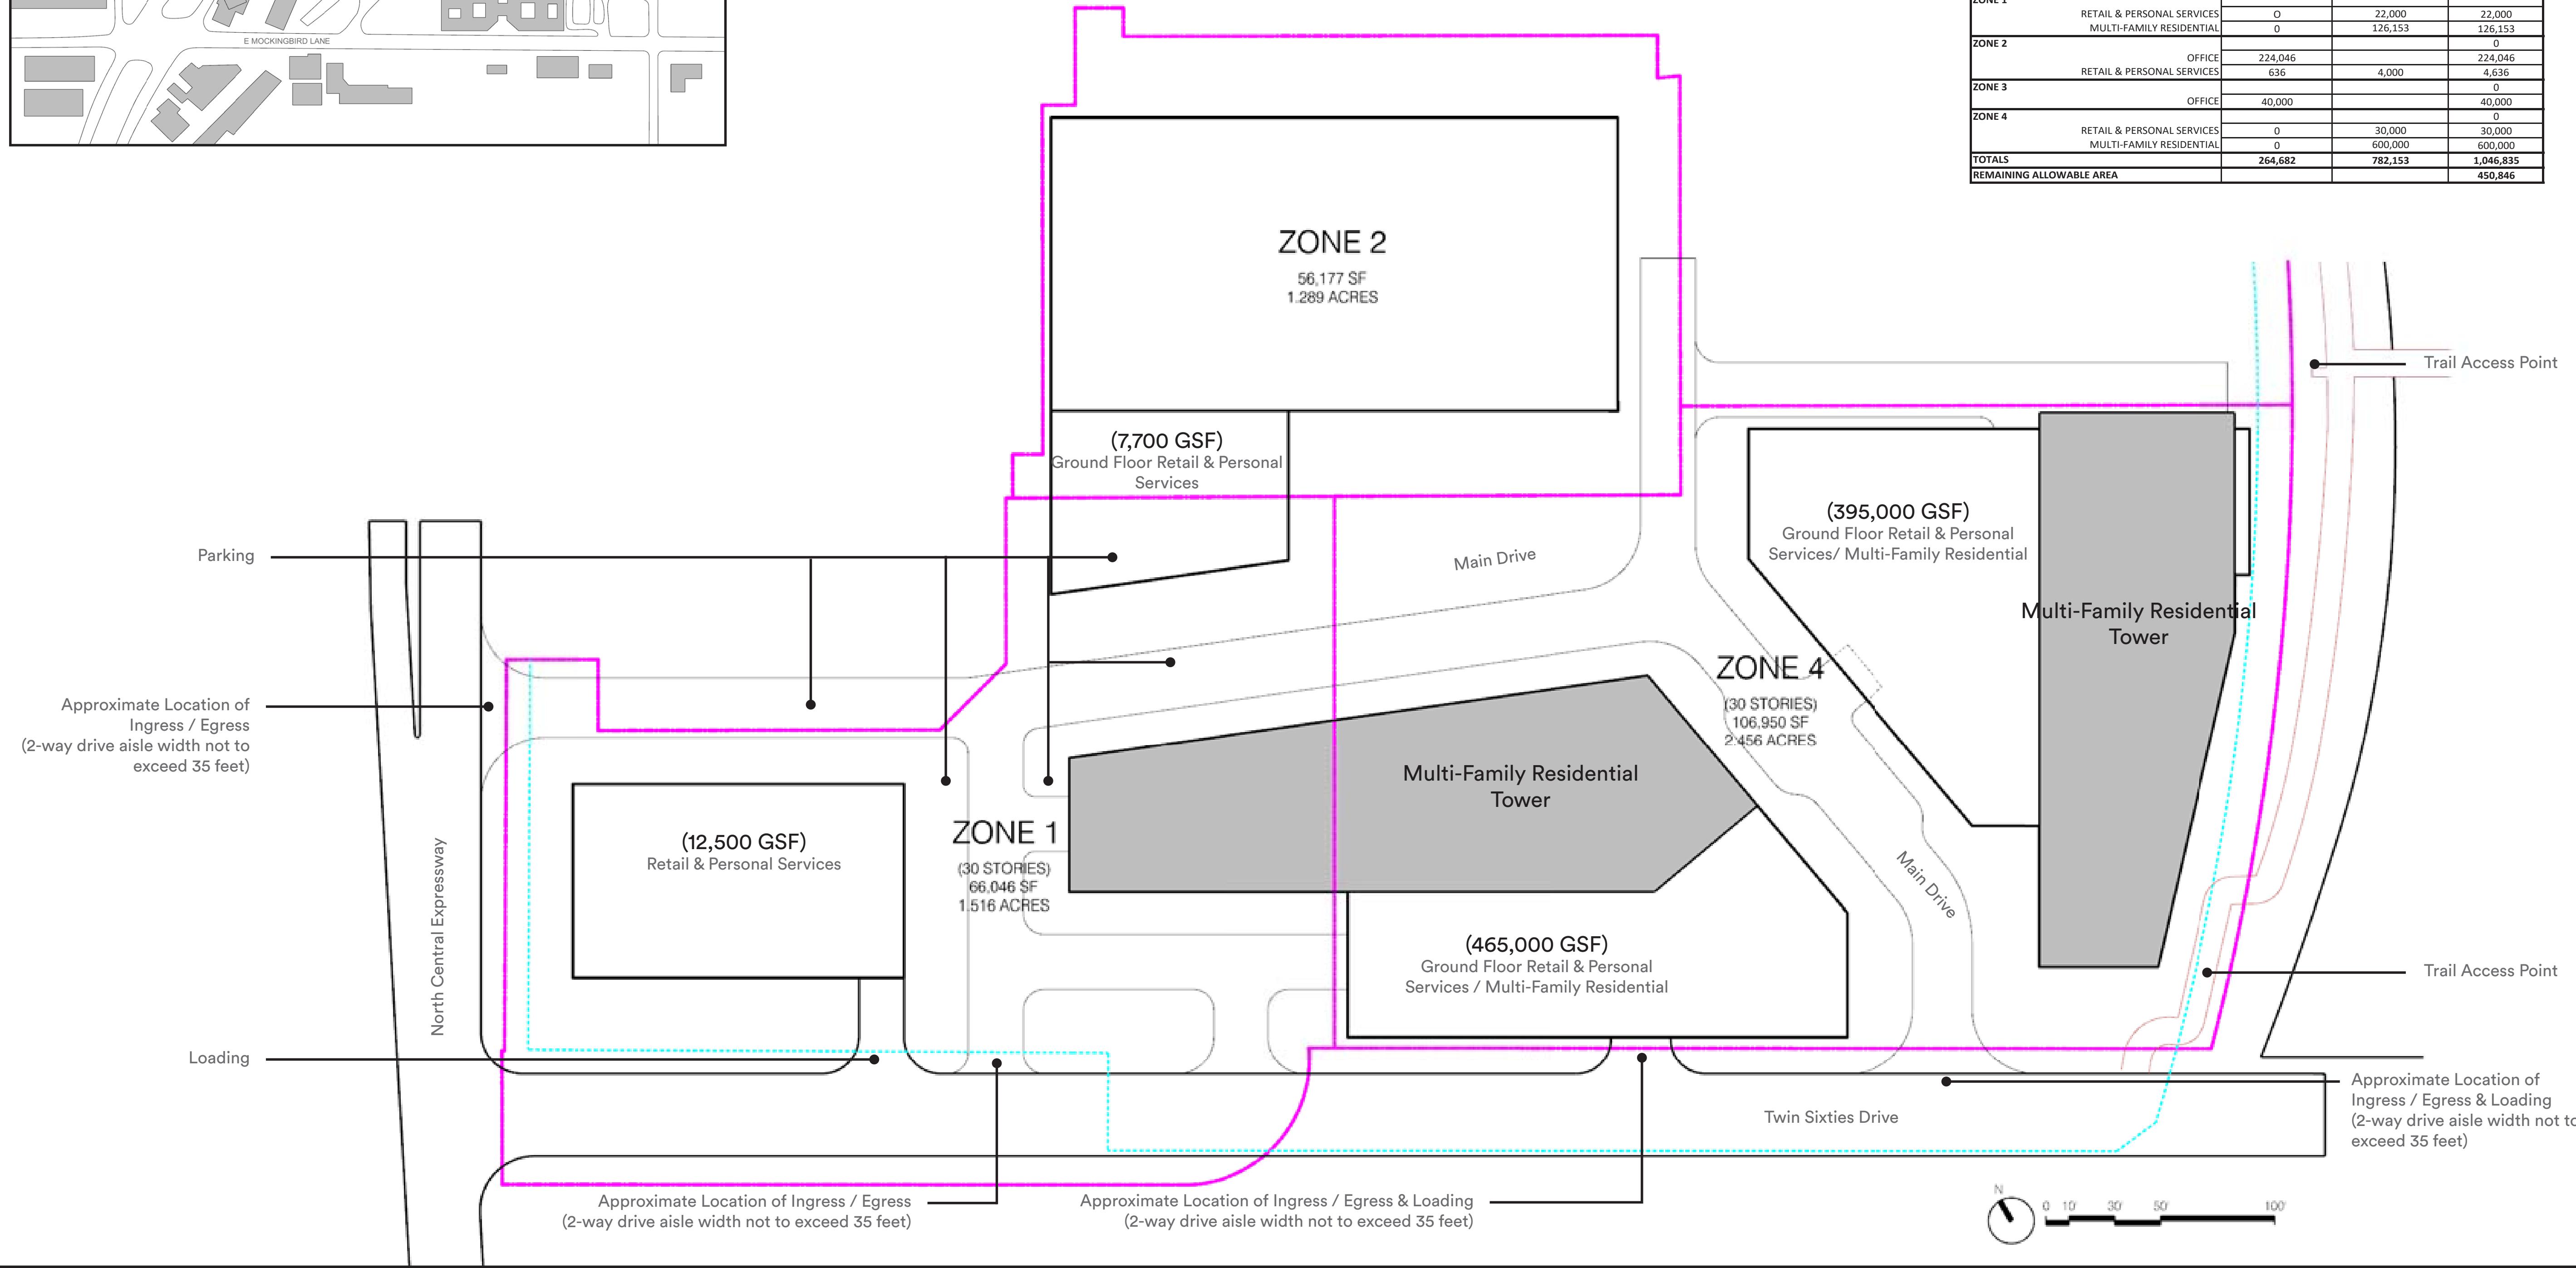 E MOCKINGBIRD LANE
ZONE 1
RETAIL & PERSONAL SERVICES O 22,000 22,000
MULTI-FAMILY RESIDENTIAL 0 126,153 126,153
ZONE 2 0
OFFICE 224,046 224,046
RETAIL & PERSONAL SERVICES 636 4,000 4,636
ZONE 3 0
OFFICE 40,000 40,000
ZONE 4 0
RETAIL & PERSONAL SERVICES 0 30,000 30,000
MULTI-FAMILY RESIDENTIAL 0 600,000 600,000
TOTALS 264,682 782,153 1,046,835
REMAINING ALLOWABLE AREA 450,846
ZONE 2
56,177 SF
1.289 ACRES
Trail Access Point
(7,700 GSF)
Ground Floor Retail & Personal
Services
(395,000 GSF)
Ground Floor Retail & Personal
Services/ Multi-Family Residential
Parking
Main Drive
Multi-Family Residential
Tower
ZONE 4
(30 STORIES)
106,950 SF
2.456 ACRES
Approximate Location of
Ingress / Egress
(2-way drive aisle width not to
exceed 35 feet)
Multi-Family Residential
Tower
(12,500 GSF)
Retail & Personal Services
ZONE 1
(30 STORIES)
66,046 SF
1.516 ACRES
Main Drive
North Central Expressway
(465,000 GSF)
Ground Floor Retail & Personal
Services / Multi-Family Residential
Trail Access Point
Loading
Approximate Location of
Ingress / Egress & Loading
(2-way drive aisle width not to
exceed 35 feet)
Twin Sixties Drive
Approximate Location of Ingress / Egress
(2-way drive aisle width not to exceed 35 feet)
Approximate Location of Ingress / Egress & Loading
(2-way drive aisle width not to exceed 35 feet)
N
0 10' 30' 50' 100'